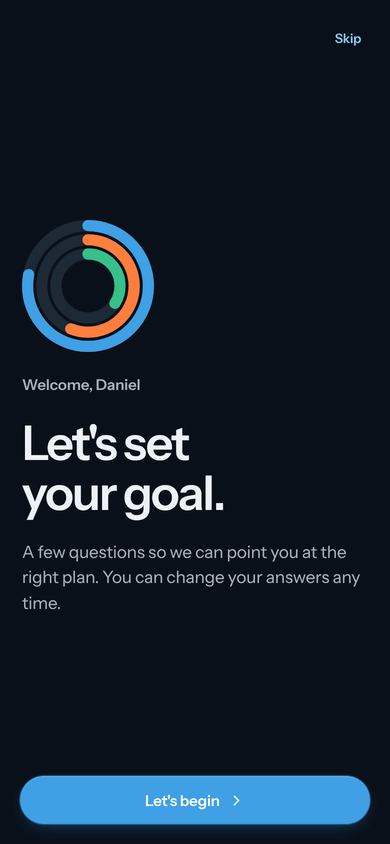 Skip
Welcome, Daniel
Let's set
your goal.
A few questions so we can point you at the
right plan. You can change your answers any
time.
Let's begin